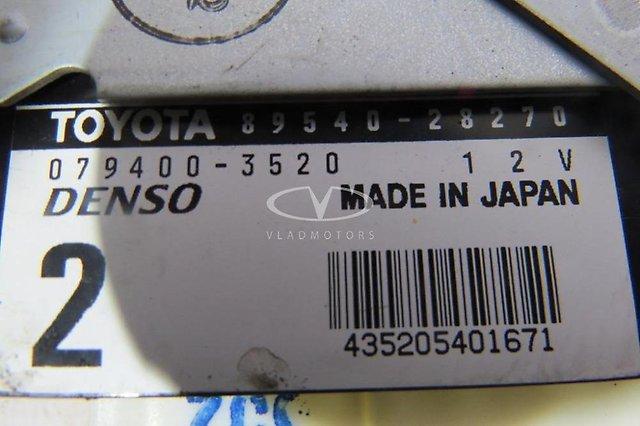 TOYOTA 89540-28270
079400-3520 12V
DENSO MADE IN JAPAN
VLADMOTORS
2
435205401671